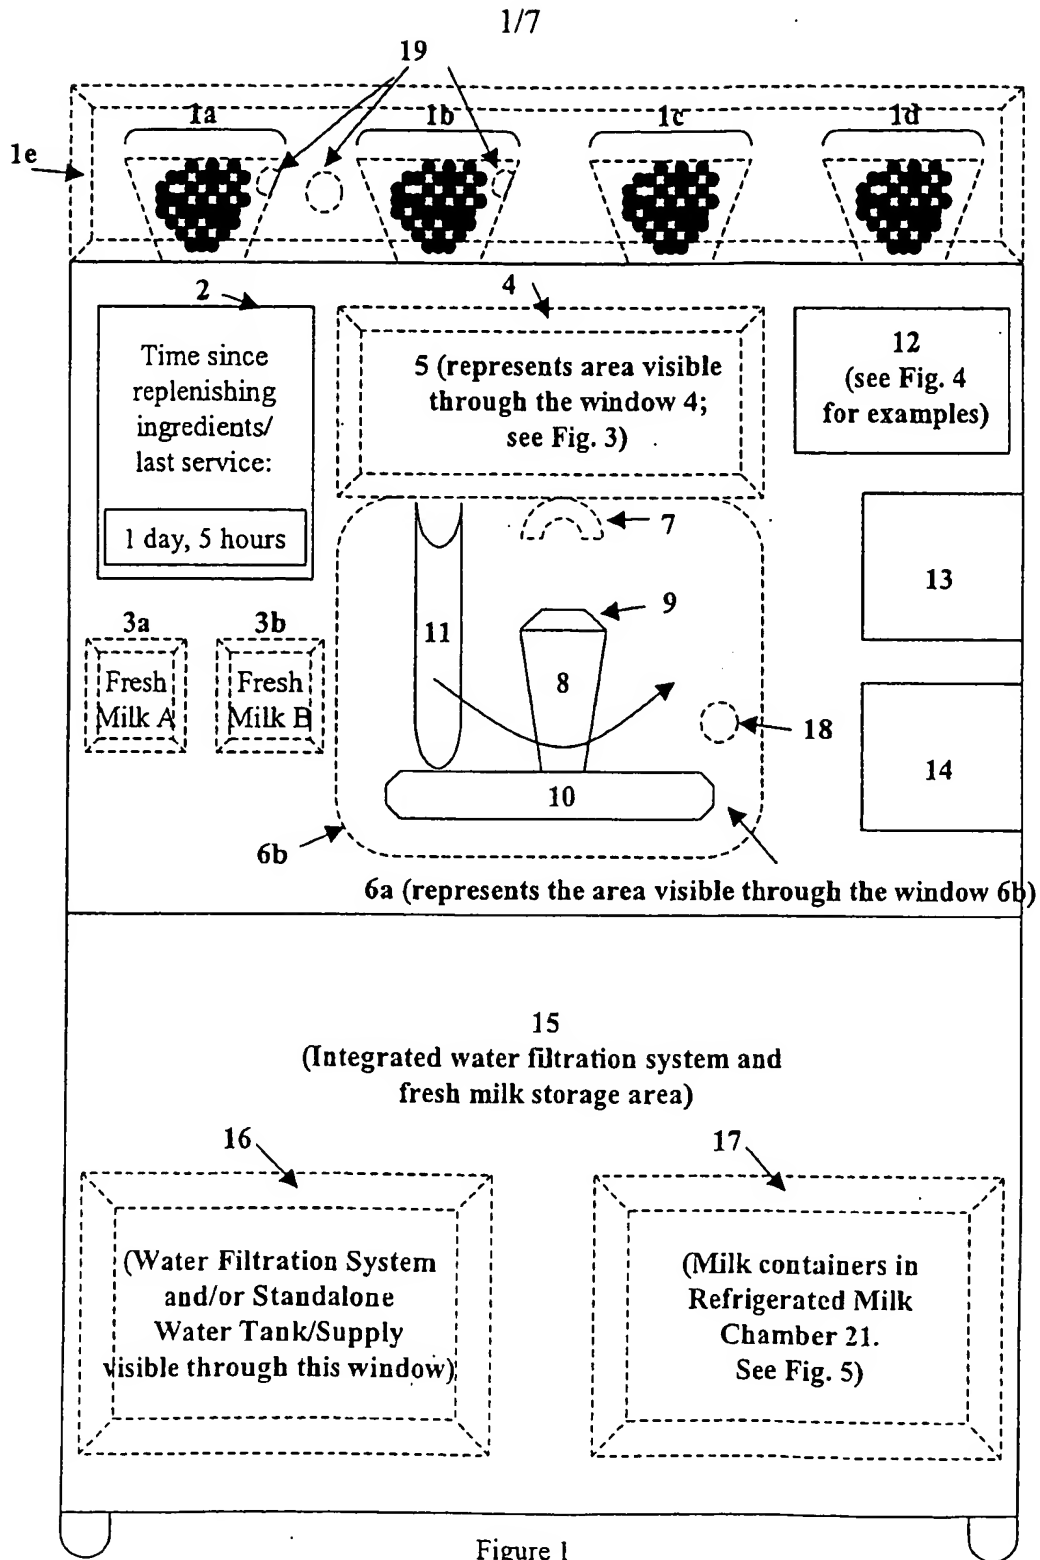 1/7
19
1a
1b
1c
1d
1e
2
4
Time since
replenishing
ingredients/
last service:
1 day, 5 hours
5 (represents area visible
through the window 4;
see Fig. 3)
12
(see Fig. 4
for examples)
7
13
3a
3b
Fresh
Milk A
Fresh
Milk B
11
9
8
18
14
10
6b
6a (represents the area visible through the window 6b)
15
(Integrated water filtration system and
fresh milk storage area)
16
17
(Water Filtration System
and/or Standalone
Water Tank/Supply
visible through this window)
(Milk containers in
Refrigerated Milk
Chamber 21.
See Fig. 5)
Figure 1